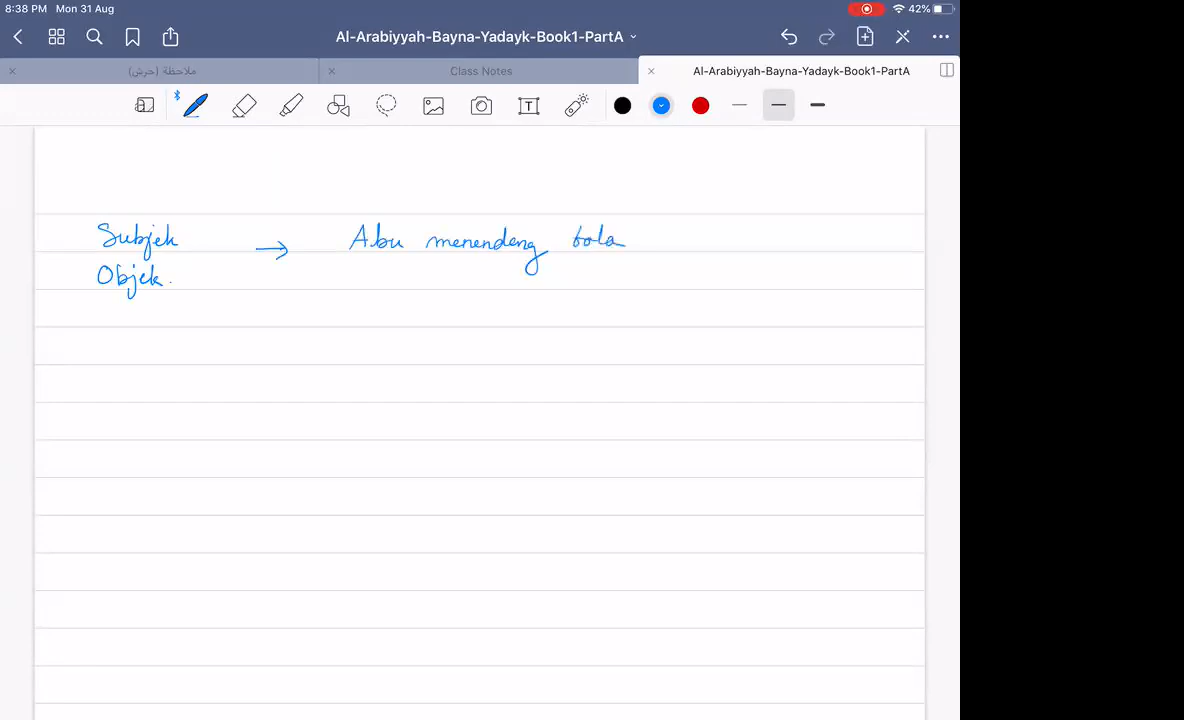 8:38 PM Mon 31 Aug 42%
Al-Arabiyyah-Bayna-Yadayk-Book1-PartA
ملاحظة (حرش) Class Notes Al-Arabiyyah-Bayna-Yadayk-Book1-PartA
T
Subjek → Abu menendang bola
Objek.